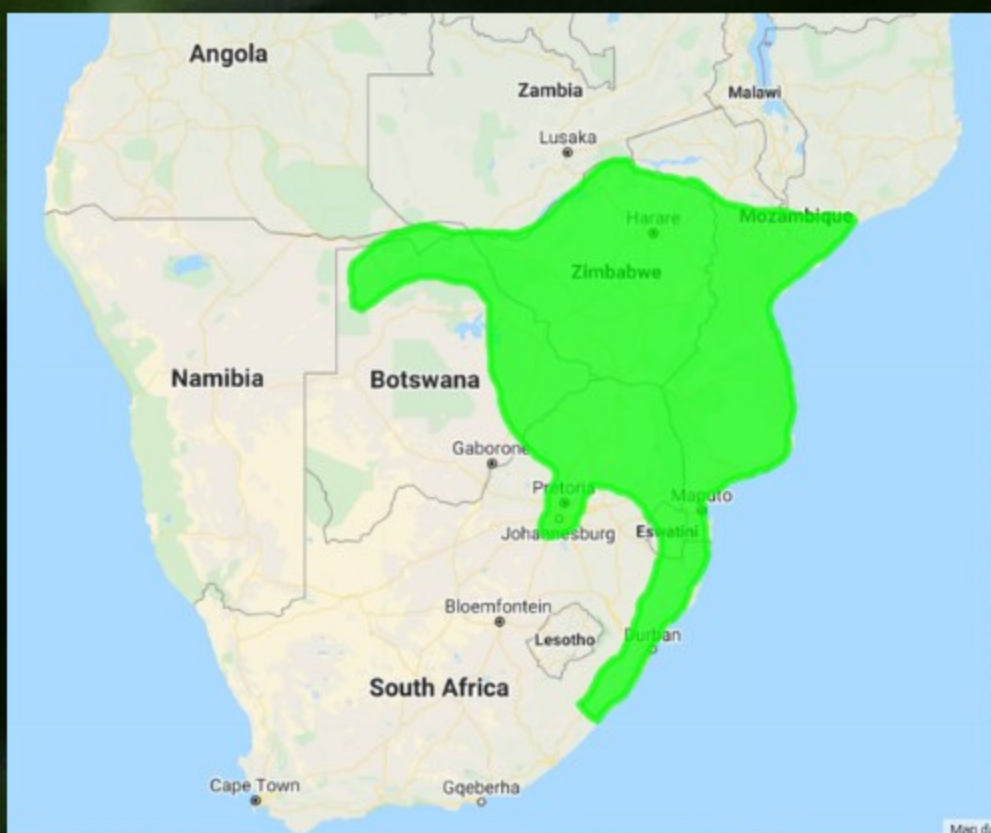 Angola
Zambia
Malawi
Lusaka
Harare
Mozambique
Zimbabwe
Namibia
Botswana
Gaborone
Pretoria
Maputo
Johannesburg
Eswatini
Bloemfontein
Lesotho
Durban
South Africa
Cape Town
Gqeberha
Map